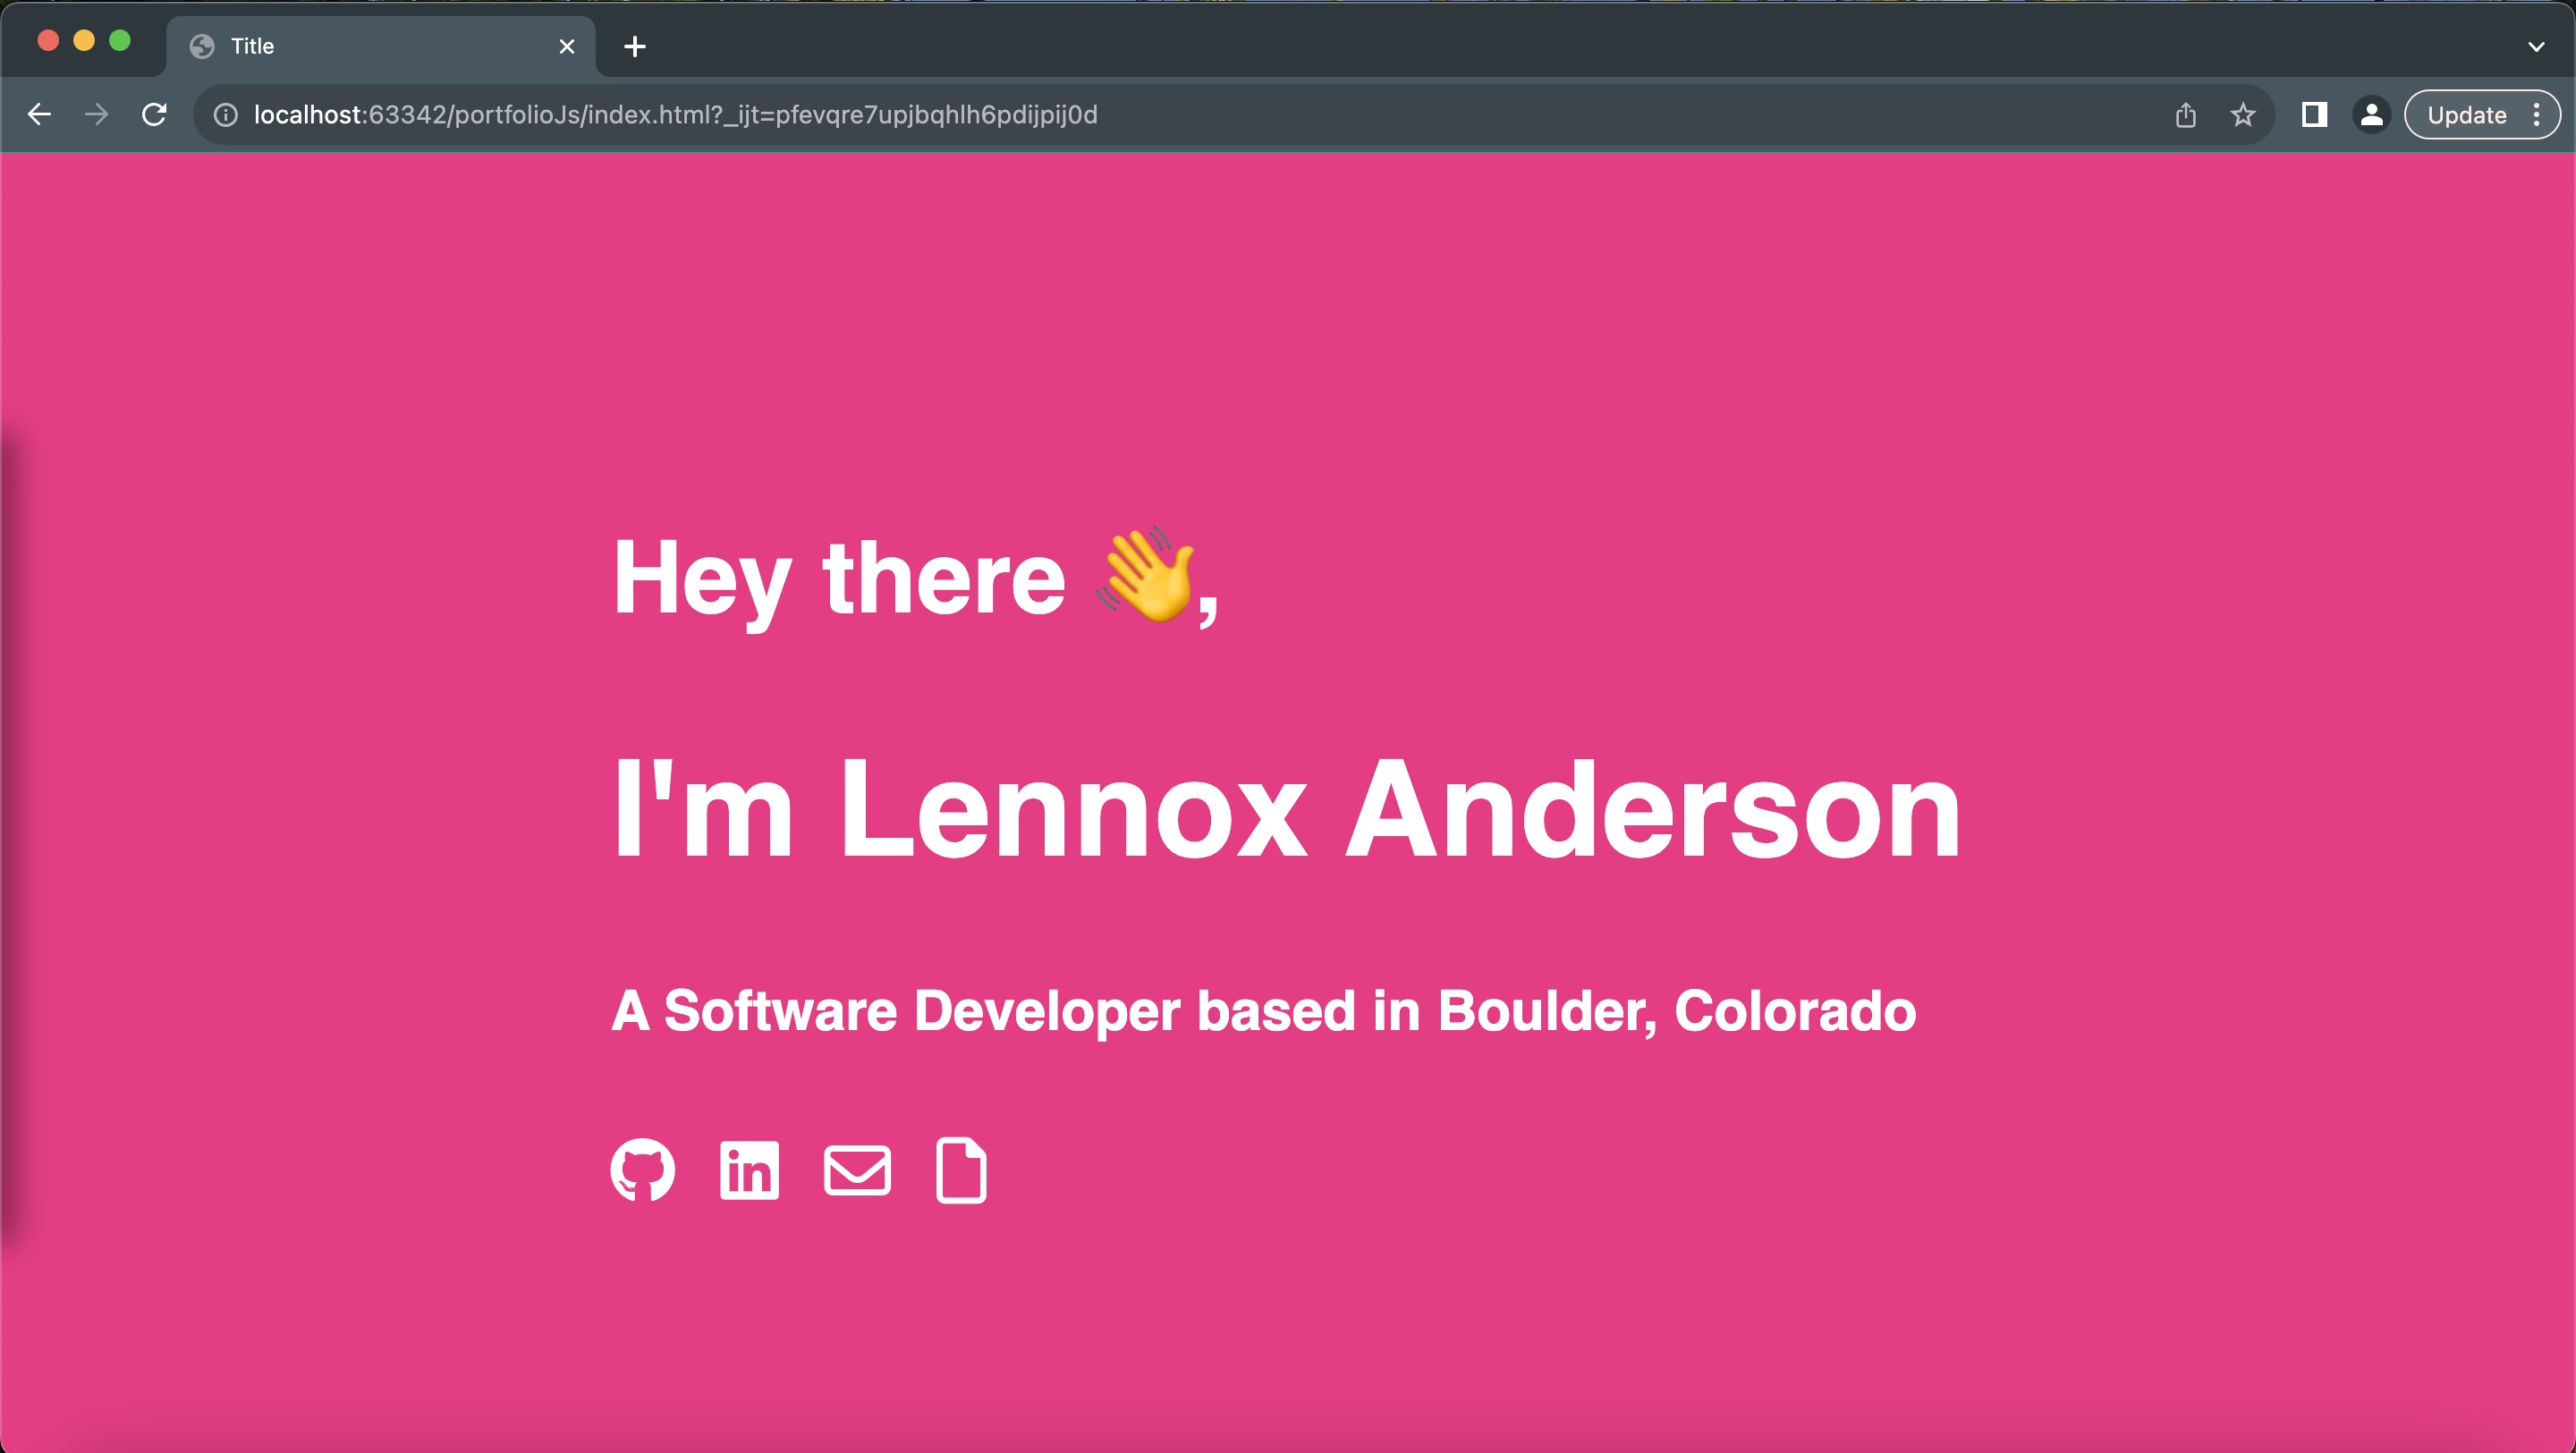 Title
localhost:63342/portfolioJs/index.html?_ijt=pfevqre7upjbqhlh6pdijpij0d
Update
Hey there 👋,
I'm Lennox Anderson
A Software Developer based in Boulder, Colorado
in